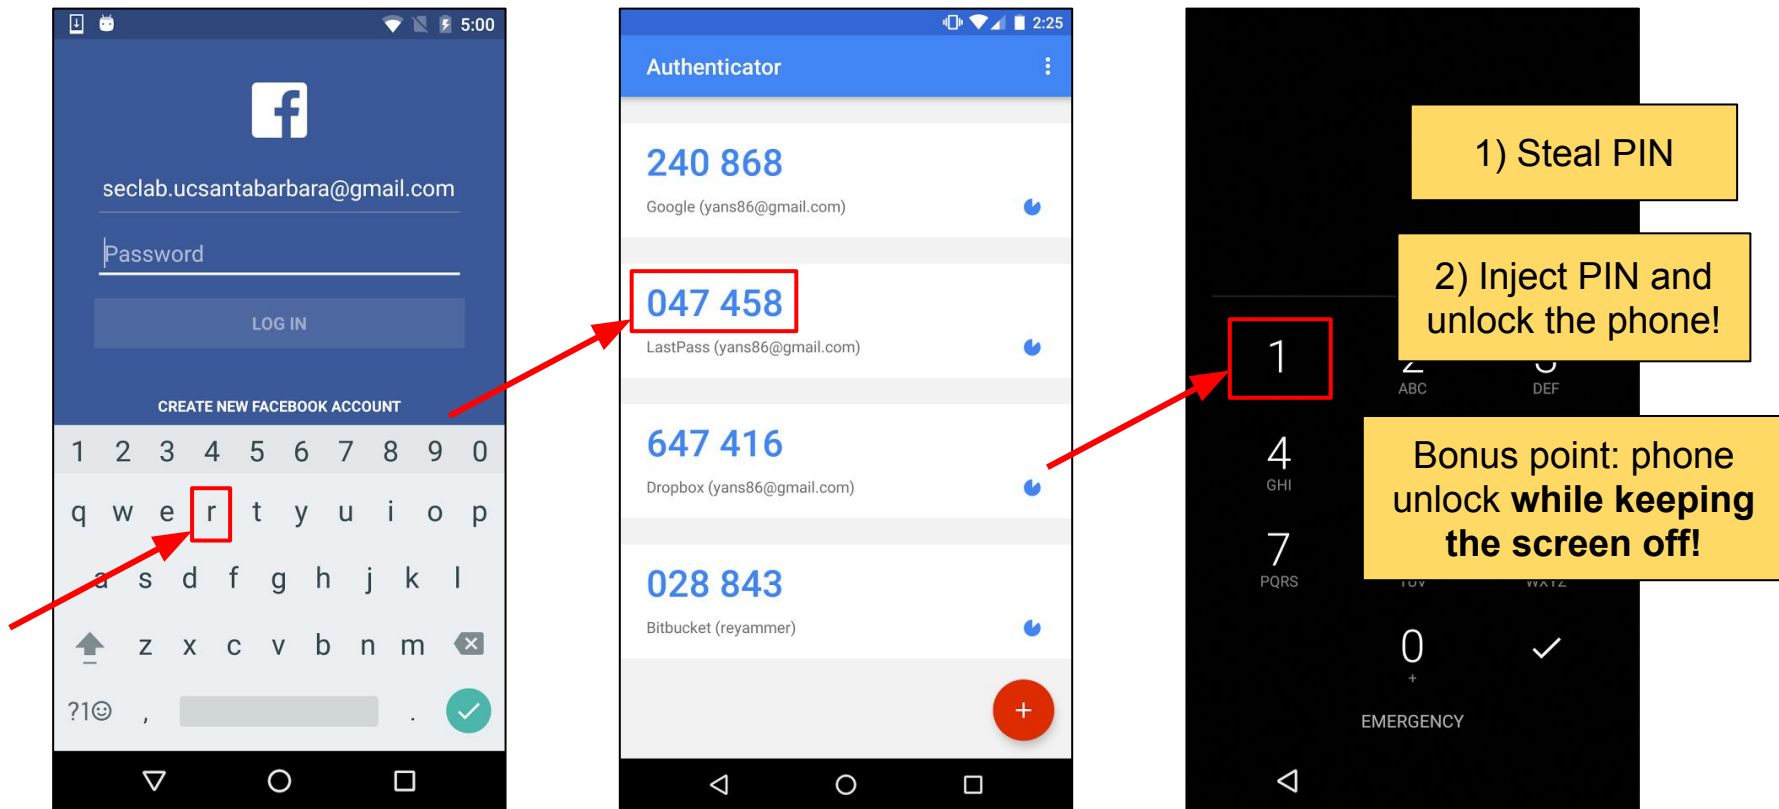 5:00
f
seclab.ucsantabarbara@gmail.com
Password
LOG IN
CREATE NEW FACEBOOK ACCOUNT
1 2 3 4 5 6 7 8 9 0
q w e r t y u i o p
a s d f g h j k l
z x c v b n m
?1☺ , .
2:25
Authenticator
240 868
Google (yans86@gmail.com)
047 458
LastPass (yans86@gmail.com)
647 416
Dropbox (yans86@gmail.com)
028 843
Bitbucket (reyammer)
+
1) Steal PIN
2) Inject PIN and
unlock the phone!
1
ABC DEF
4
GHI
Bonus point: phone
unlock while keeping
the screen off!
7
PQRS
0
+
EMERGENCY